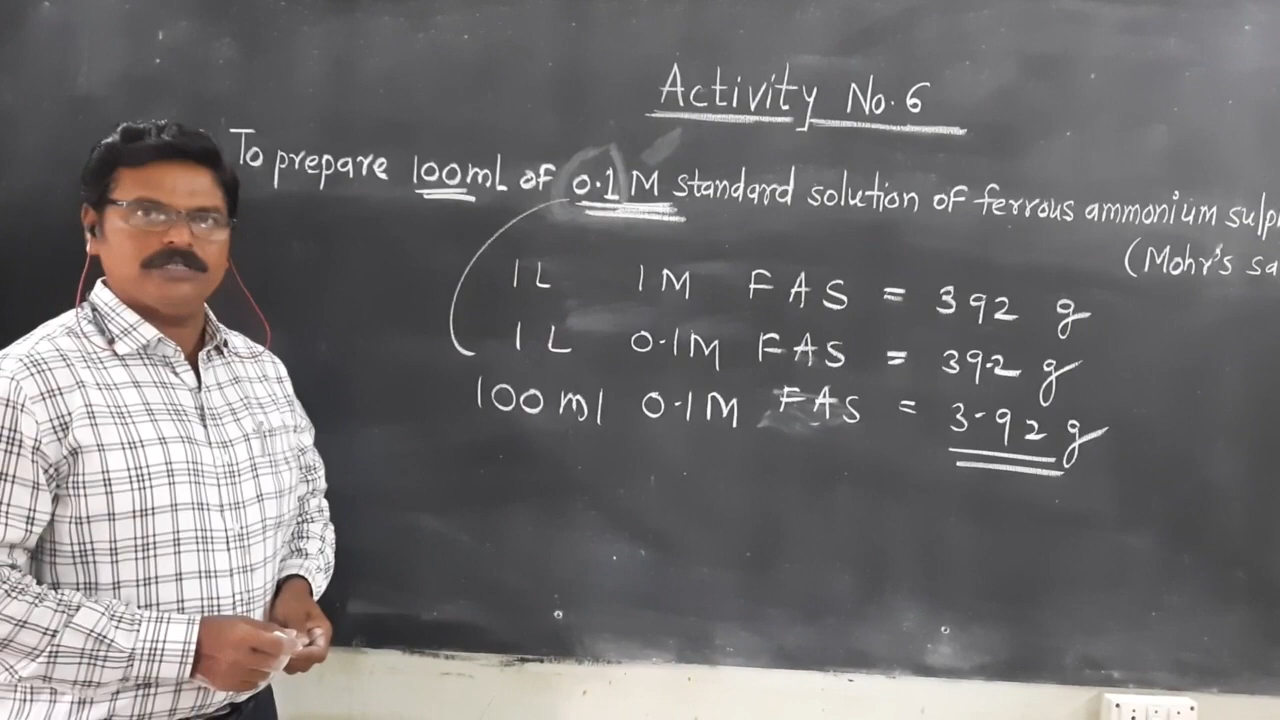 Activity No.6
To prepare 100mL of 0.1 M standard solution of ferrous ammonium sulp
(Mohr's sa
1L 1M FAS = 392 g
1 L 0.1M FAS = 39.2 g
100 ml 0.1M FAS = 3.92 g